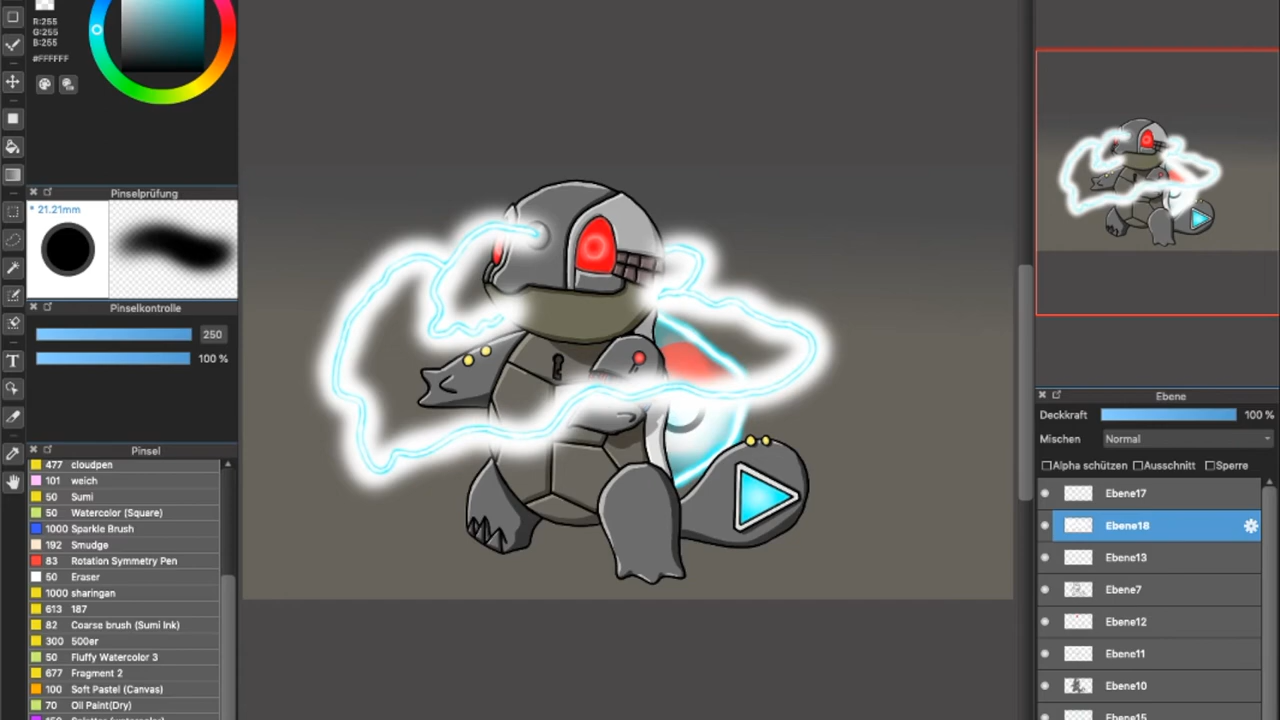 R:255
G:255
B:255
#FFFFFF
Pinselprüfung
* 21.21mm
Pinselkontrolle
250
100 %
Pinsel
477 cloudpen
101 weich
50 Sumi
50 Watercolor (Square)
1000 Sparkle Brush
192 Smudge
83 Rotation Symmetry Pen
50 Eraser
1000 sharingan
613 187
82 Coarse brush (Sumi Ink)
300 500er
50 Fluffy Watercolor 3
677 Fragment 2
100 Soft Pastel (Canvas)
70 Oil Paint(Dry)
T
Ebene
Deckkraft 100 %
Mischen Normal
Alpha schützen Ausschnitt Sperre
Ebene17
Ebene18
Ebene13
Ebene7
Ebene12
Ebene11
Ebene10
Ebene15